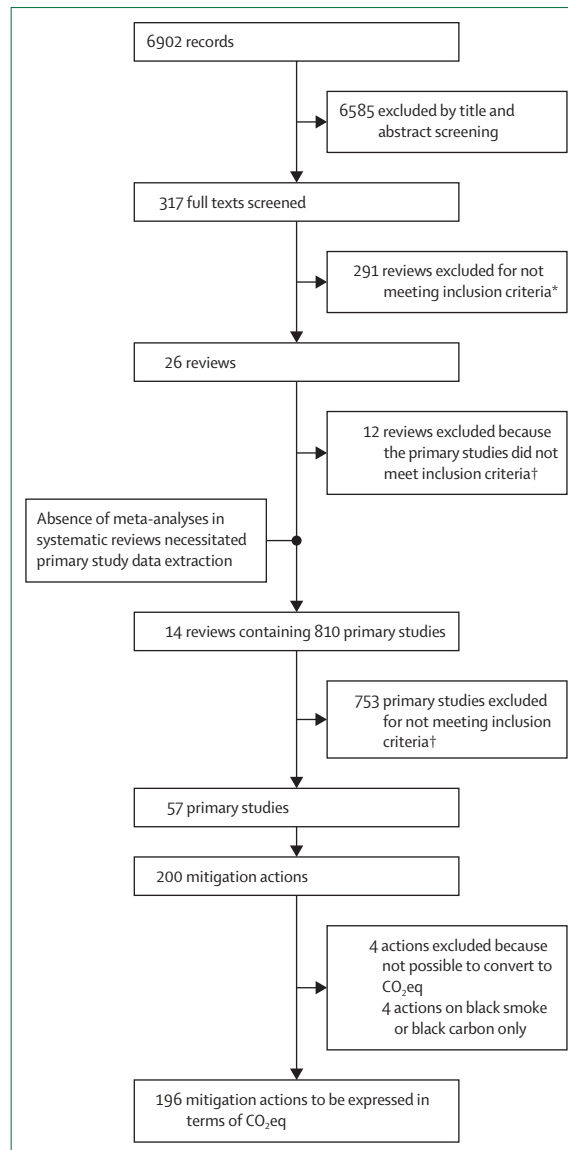 6902 records
6585 excluded by title and
abstract screening
317 full texts screened
291 reviews excluded for not
meeting inclusion criteria*
26 reviews
12 reviews excluded because
the primary studies did not
meet inclusion criteria†
Absence of meta-analyses in
systematic reviews necessitated
primary study data extraction
14 reviews containing 810 primary studies
753 primary studies excluded
for not meeting inclusion
criteria†
57 primary studies
200 mitigation actions
4 actions excluded because
not possible to convert to
CO₂eq
4 actions on black smoke
or black carbon only
196 mitigation actions to be expressed in
terms of CO₂eq